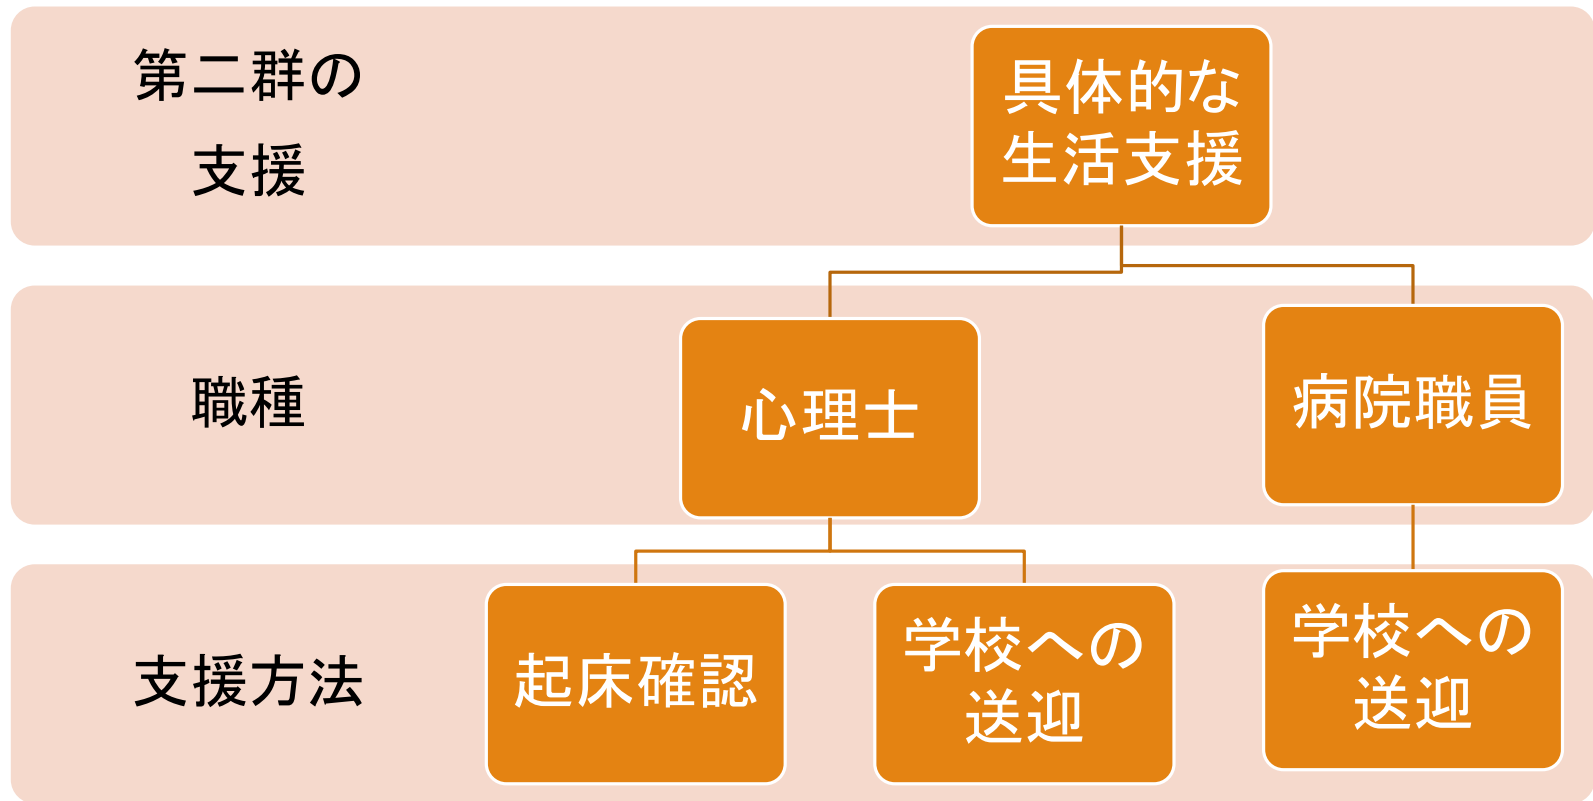 第二群の
支援
具体的な
生活支援
職種
心理士
病院職員
支援方法
起床確認
学校への
送迎
学校への
送迎